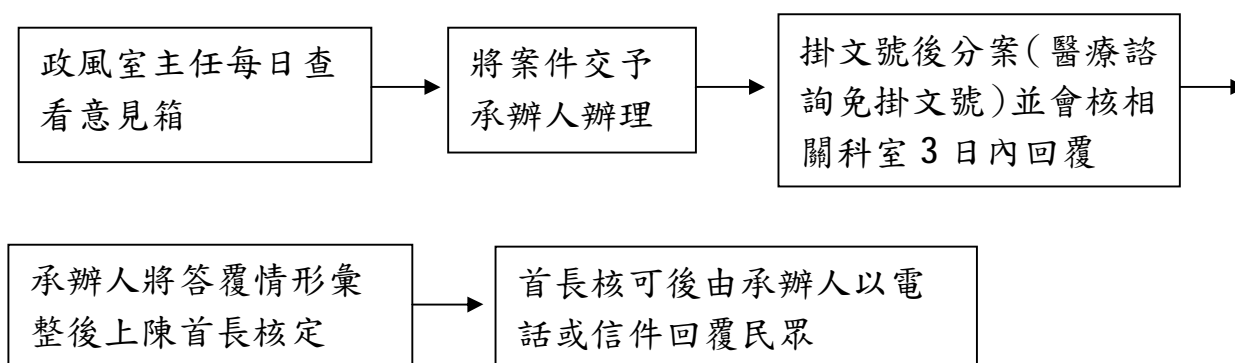 政風室主任每日查
看意見箱
將案件交予
承辦人辦理
掛文號後分案(醫療諮
詢免掛文號)並會核相
關科室 3 日內回覆
承辦人將答覆情形彙
整後上陳首長核定
首長核可後由承辦人以電
話或信件回覆民眾